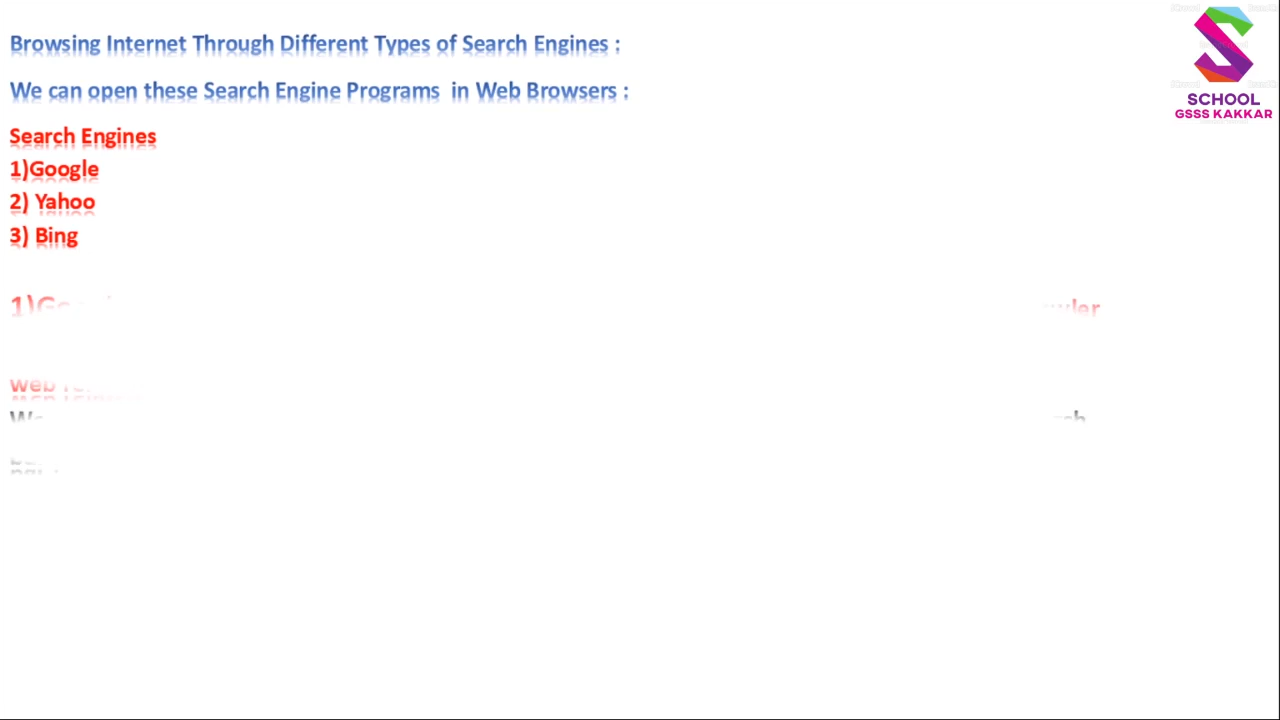 Browsing Internet Through Different Types of Search Engines :
We can open these Search Engine Programs  in Web Browsers :
Search Engines
1)Google
2) Yahoo
3) Bing
SCHOOL
GSSS KAKKAR